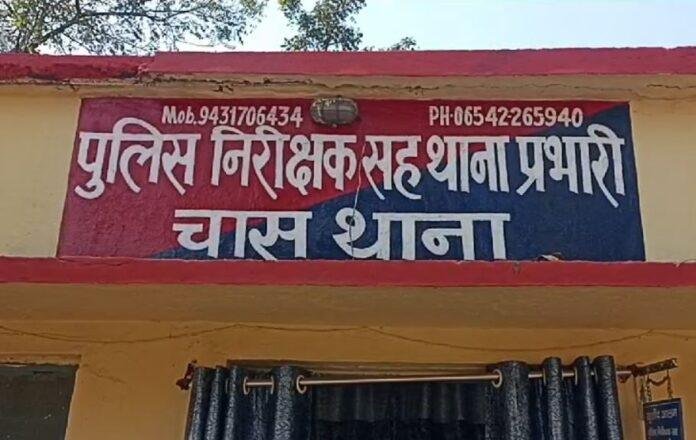 Mob.9431706434 PH-06542-265940
पुलिस निरीक्षक सह थाना प्रभारी
चास थाना